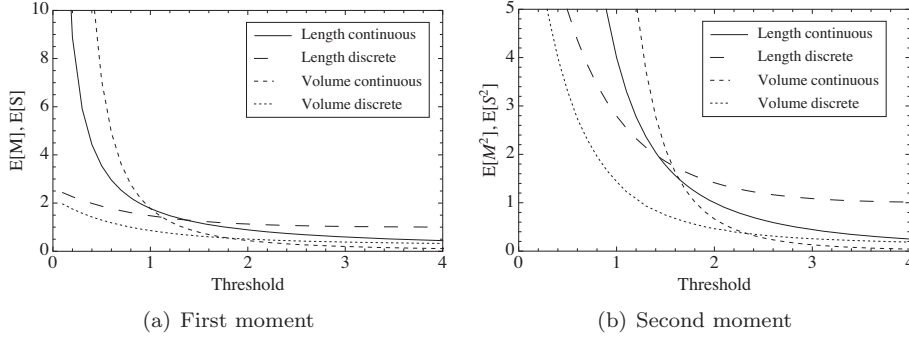 10
8
6
4
2
0
E[M], E[S]
Length continuous
Length discrete
Volume continuous
Volume discrete
0 1 2 3 4
Threshold
(a) First moment
5
4
3
2
1
0
E[M²], E[S²]
Length continuous
Length discrete
Volume continuous
Volume discrete
0 1 2 3 4
Threshold
(b) Second moment